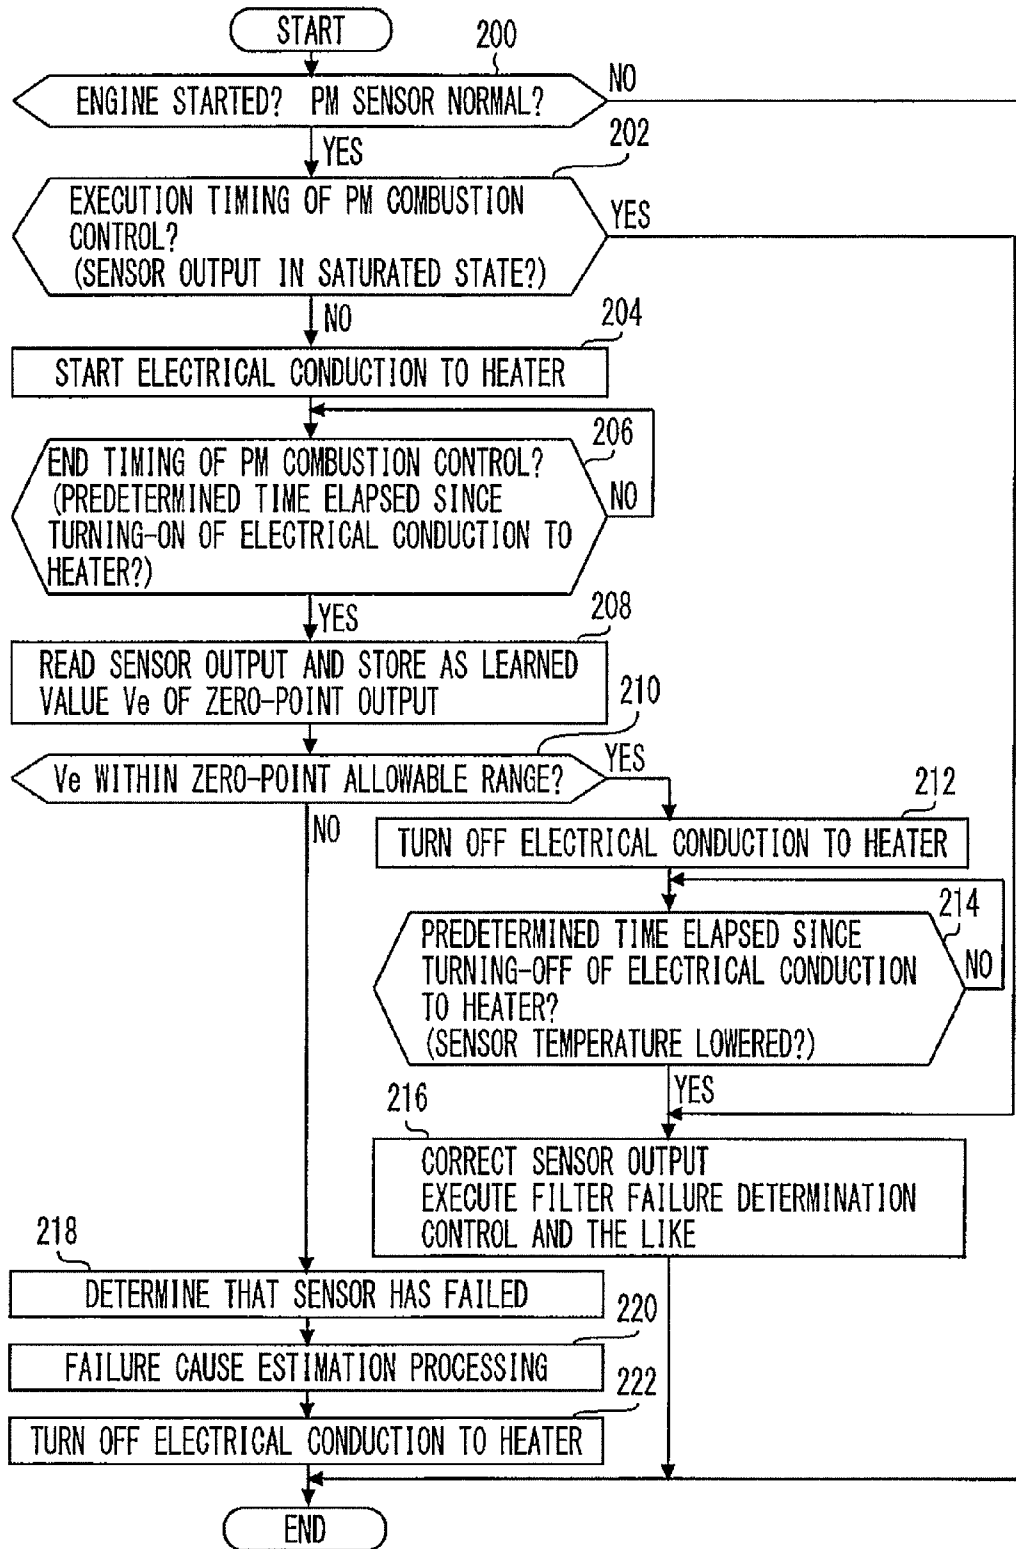 START
200
ENGINE STARTED? PM SENSOR NORMAL?
NO
YES
202
EXECUTION TIMING OF PM COMBUSTION
CONTROL?
(SENSOR OUTPUT IN SATURATED STATE?)
YES
NO
204
START ELECTRICAL CONDUCTION TO HEATER
206
END TIMING OF PM COMBUSTION CONTROL?
(PREDETERMINED TIME ELAPSED SINCE
TURNING-ON OF ELECTRICAL CONDUCTION TO
HEATER?)
NO
YES
208
READ SENSOR OUTPUT AND STORE AS LEARNED
VALUE Ve OF ZERO-POINT OUTPUT
210
Ve WITHIN ZERO-POINT ALLOWABLE RANGE?
YES
NO
212
TURN OFF ELECTRICAL CONDUCTION TO HEATER
214
PREDETERMINED TIME ELAPSED SINCE
TURNING-OFF OF ELECTRICAL CONDUCTION
TO HEATER?
(SENSOR TEMPERATURE LOWERED?)
NO
YES
216
CORRECT SENSOR OUTPUT
EXECUTE FILTER FAILURE DETERMINATION
CONTROL AND THE LIKE
218
DETERMINE THAT SENSOR HAS FAILED
220
FAILURE CAUSE ESTIMATION PROCESSING
222
TURN OFF ELECTRICAL CONDUCTION TO HEATER
END